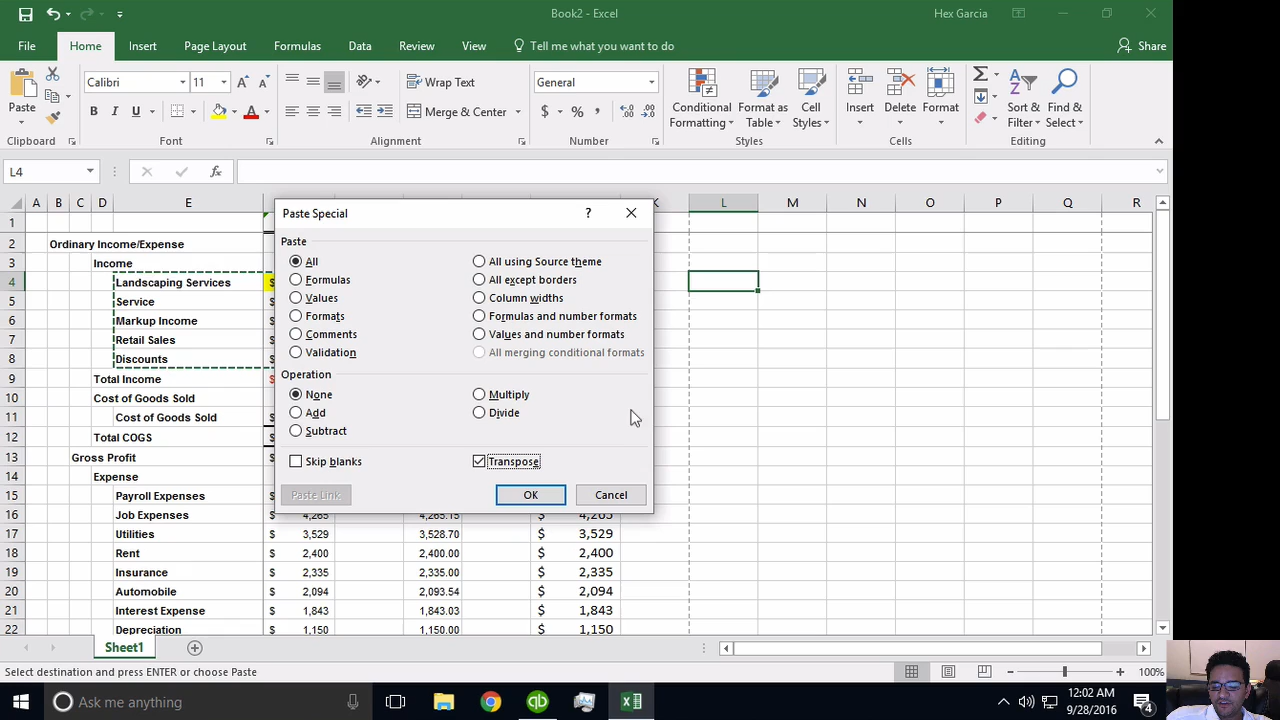 Book2 - Excel
Hex Garcia
File Home Insert Page Layout Formulas Data Review View Tell me what you want to do Share
Paste
Calibri 11
B I U A
Wrap Text
Merge & Center
General
$ % ,
Conditional Formatting
Format as Table
Cell Styles
Insert Delete Format
Sort & Filter
Find & Select
Clipboard Font Alignment Number Styles Cells Editing
L4 fx
A B C D E K L M N O P Q R
1
2 Ordinary Income/Expense
3 Income
4 Landscaping Services $
5 Service $
6 Markup Income $
7 Retail Sales $
8 Discounts $
9 Total Income $
10 Cost of Goods Sold
11 Cost of Goods Sold $
12 Total COGS $
13 Gross Profit $
14 Expense
15 Payroll Expenses $
16 Job Expenses $ 4,265 4,265.15 $ 4,265
17 Utilities $ 3,529 3,528.70 $ 3,529
18 Rent $ 2,400 2,400.00 $ 2,400
19 Insurance $ 2,335 2,335.00 $ 2,335
20 Automobile $ 2,094 2,093.54 $ 2,094
21 Interest Expense $ 1,843 1,843.03 $ 1,843
22 Depreciation $ 1,150 1,150.00 $ 1,150
Paste Special ?
Paste
All All using Source theme
Formulas All except borders
Values Column widths
Formats Formulas and number formats
Comments Values and number formats
Validation All merging conditional formats
Operation
None Multiply
Add Divide
Subtract
Skip blanks Transpose
Paste Link OK Cancel
Sheet1
Select destination and press ENTER or choose Paste
100%
Ask me anything
12:02 AM
9/28/2016
4